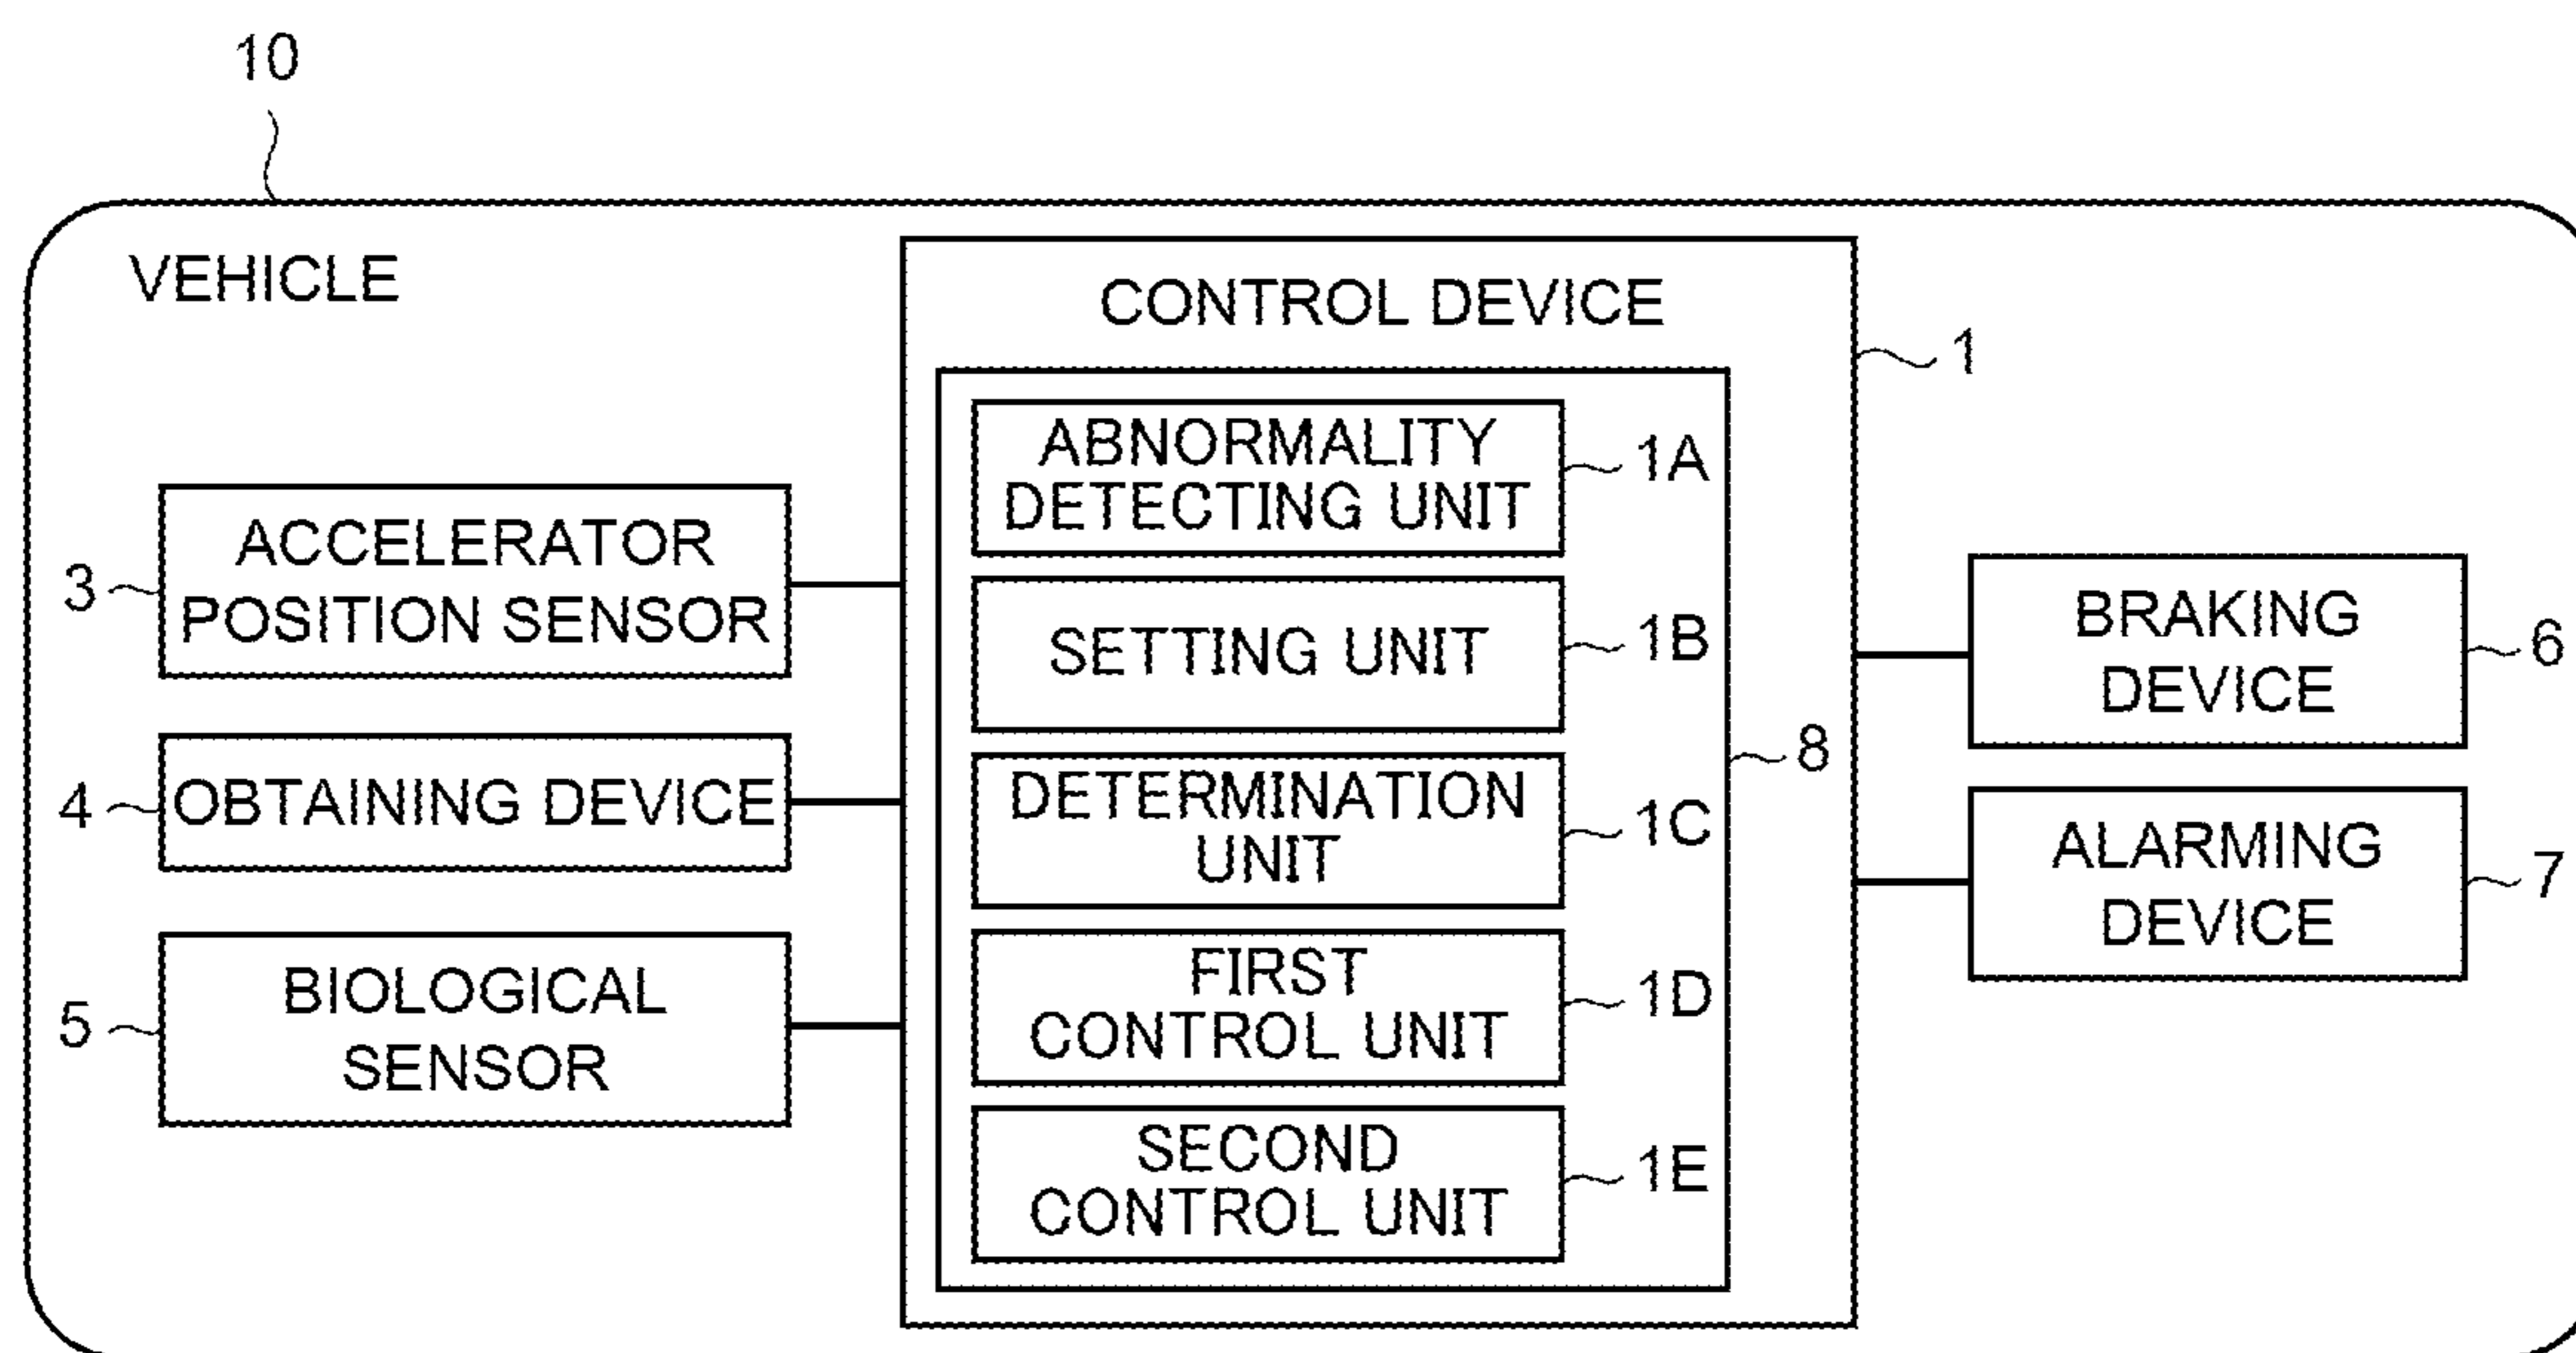 10
VEHICLE
CONTROL DEVICE
1
ABNORMALITY
DETECTING UNIT
1A
SETTING UNIT
1B
DETERMINATION
UNIT
1C
FIRST
CONTROL UNIT
1D
SECOND
CONTROL UNIT
1E
8
3
ACCELERATOR
POSITION SENSOR
4
OBTAINING DEVICE
5
BIOLOGICAL
SENSOR
BRAKING
DEVICE
6
ALARMING
DEVICE
7